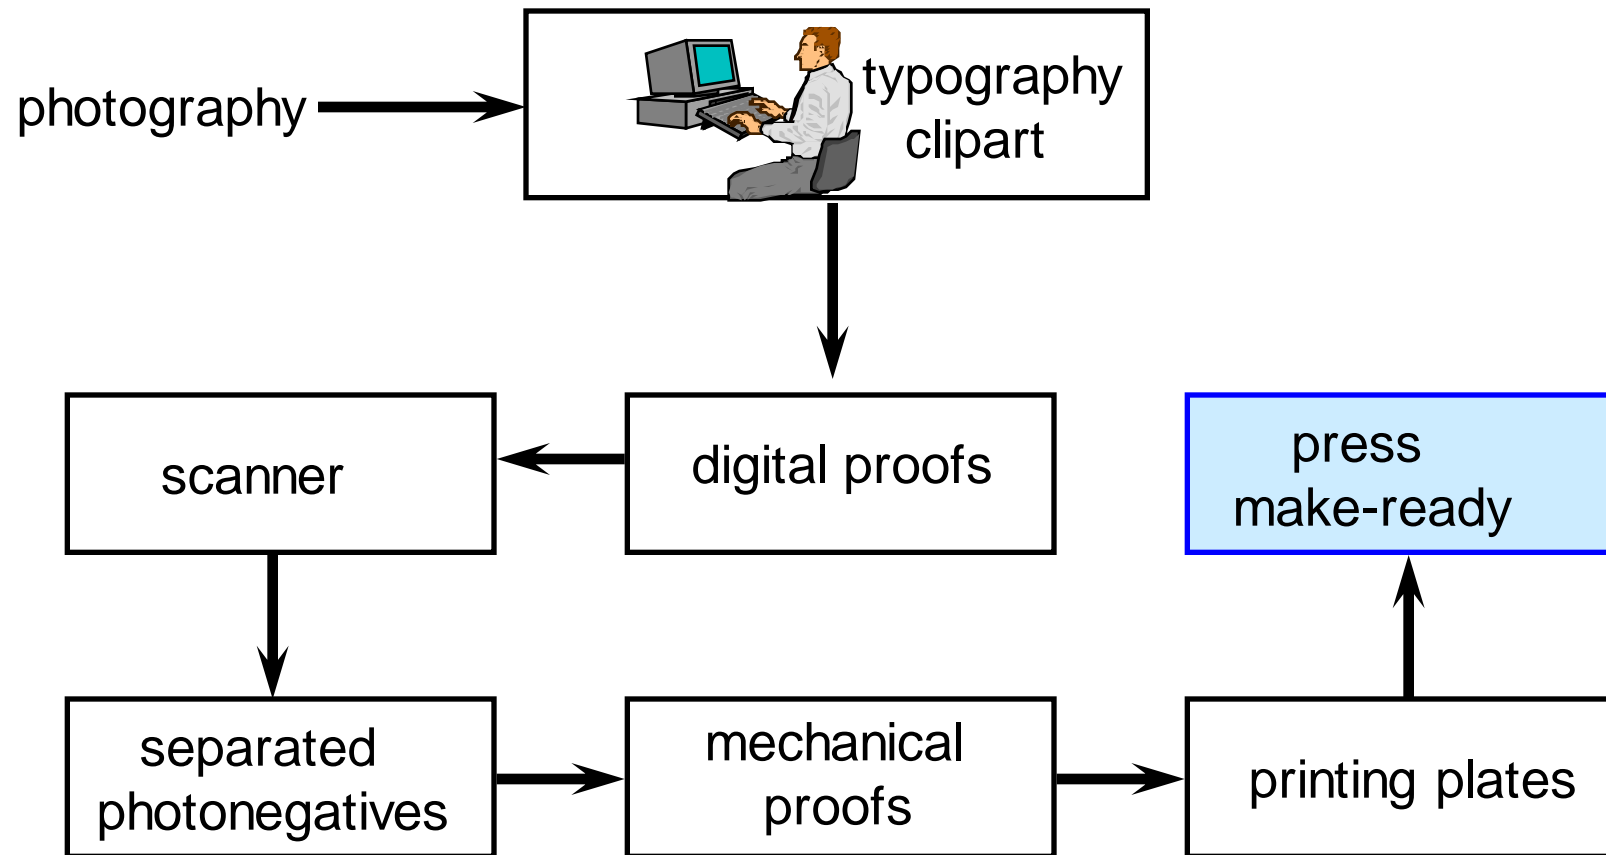 photography
typography
clipart
scanner
digital proofs
press
make-ready
separated
photonegatives
mechanical
proofs
printing plates